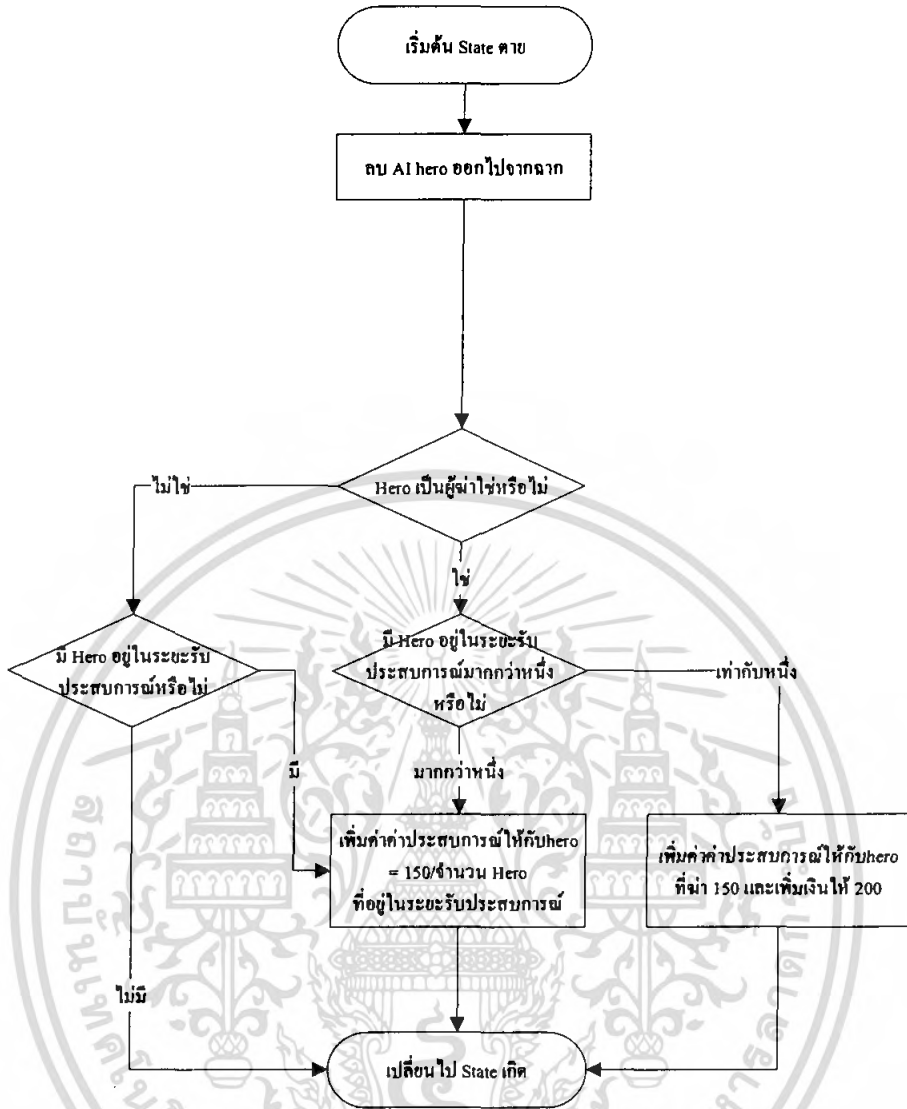 เริ่มต้น State ตาย
ลบ AI hero ออกไปจากฉาก
Hero เป็นผู้ฆ่าใช่หรือไม่
ไม่ใช่
ใช่
มี Hero อยู่ในระยะรับ
ประสบการณ์หรือไม่
มี Hero อยู่ในระยะรับ
ประสบการณ์มากกว่าหนึ่ง
หรือไม่
เท่ากับหนึ่ง
มี
มากกว่าหนึ่ง
เพิ่มค่าค่าประสบการณ์ให้กับhero
= 150/จำนวน Hero
ที่อยู่ในระยะรับประสบการณ์
เพิ่มค่าค่าประสบการณ์ให้กับhero
ที่ฆ่า 150 และเพิ่มเงินให้ 200
ไม่มี
เปลี่ยนไป State เกิด